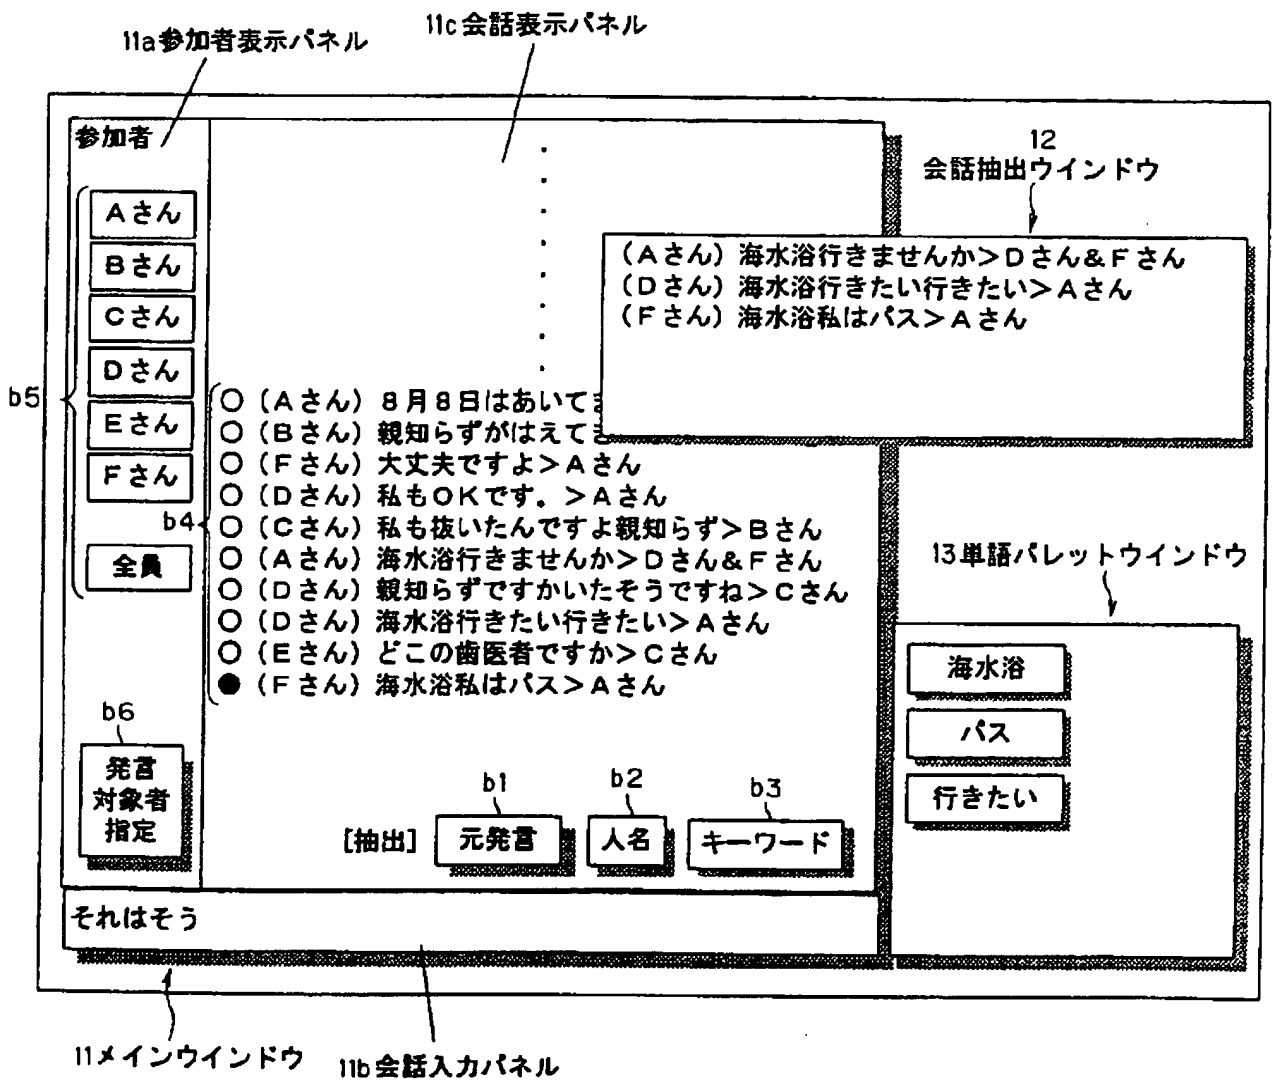 11a参加者表示パネル
11c会話表示パネル
参加者
12
会話抽出ウインドウ
Aさん
Bさん
Cさん
Dさん
Eさん
Fさん
全員
b5
b4
(Aさん) 海水浴行きませんか>Dさん&Fさん
(Dさん) 海水浴行きたい行きたい>Aさん
(Fさん) 海水浴私はパス>Aさん
○(Aさん) 8月8日はあいてま
○(Bさん) 親知らずがはえてき
○(Fさん) 大丈夫ですよ>Aさん
○(Dさん) 私もOKです。>Aさん
○(Cさん) 私も抜いたんですよ親知らず>Bさん
○(Aさん) 海水浴行きませんか>Dさん&Fさん
○(Dさん) 親知らずですかいたそうですね>Cさん
○(Dさん) 海水浴行きたい行きたい>Aさん
○(Eさん) どこの歯医者ですか>Cさん
●(Fさん) 海水浴私はパス>Aさん
13単語パレットウインドウ
海水浴
パス
行きたい
b6
発言
対象者
指定
b1
b2
b3
[抽出]
元発言
人名
キーワード
それはそう
11メインウインドウ
11b会話入力パネル